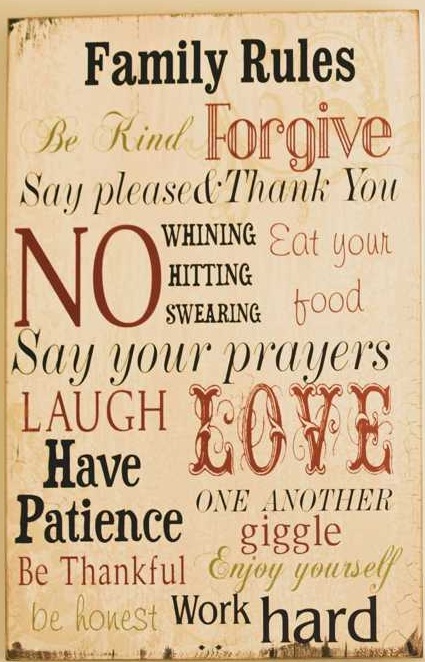 Family Rules
Be Kind Forgive
Say please & Thank You
NO WHINING
HITTING
SWEARING
Eat your
food
Say your prayers
LAUGH
Have
Patience
LOVE
ONE ANOTHER
giggle
Be Thankful Enjoy yourself
be honest Work hard